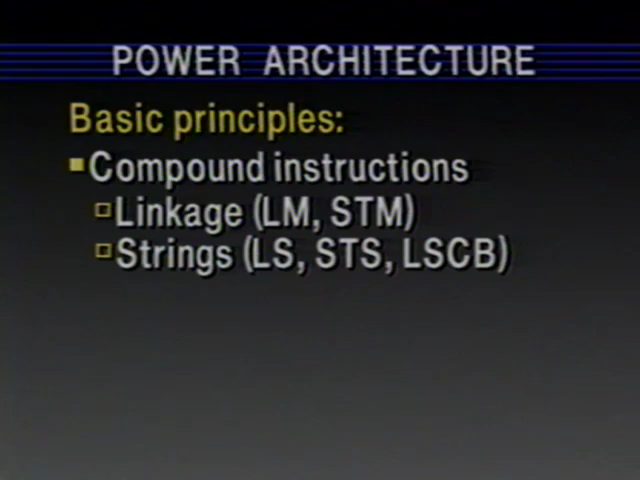 POWER ARCHITECTURE
Basic principles:
Compound instructions
Linkage (LM, STM)
Strings (LS, STS, LSCB)